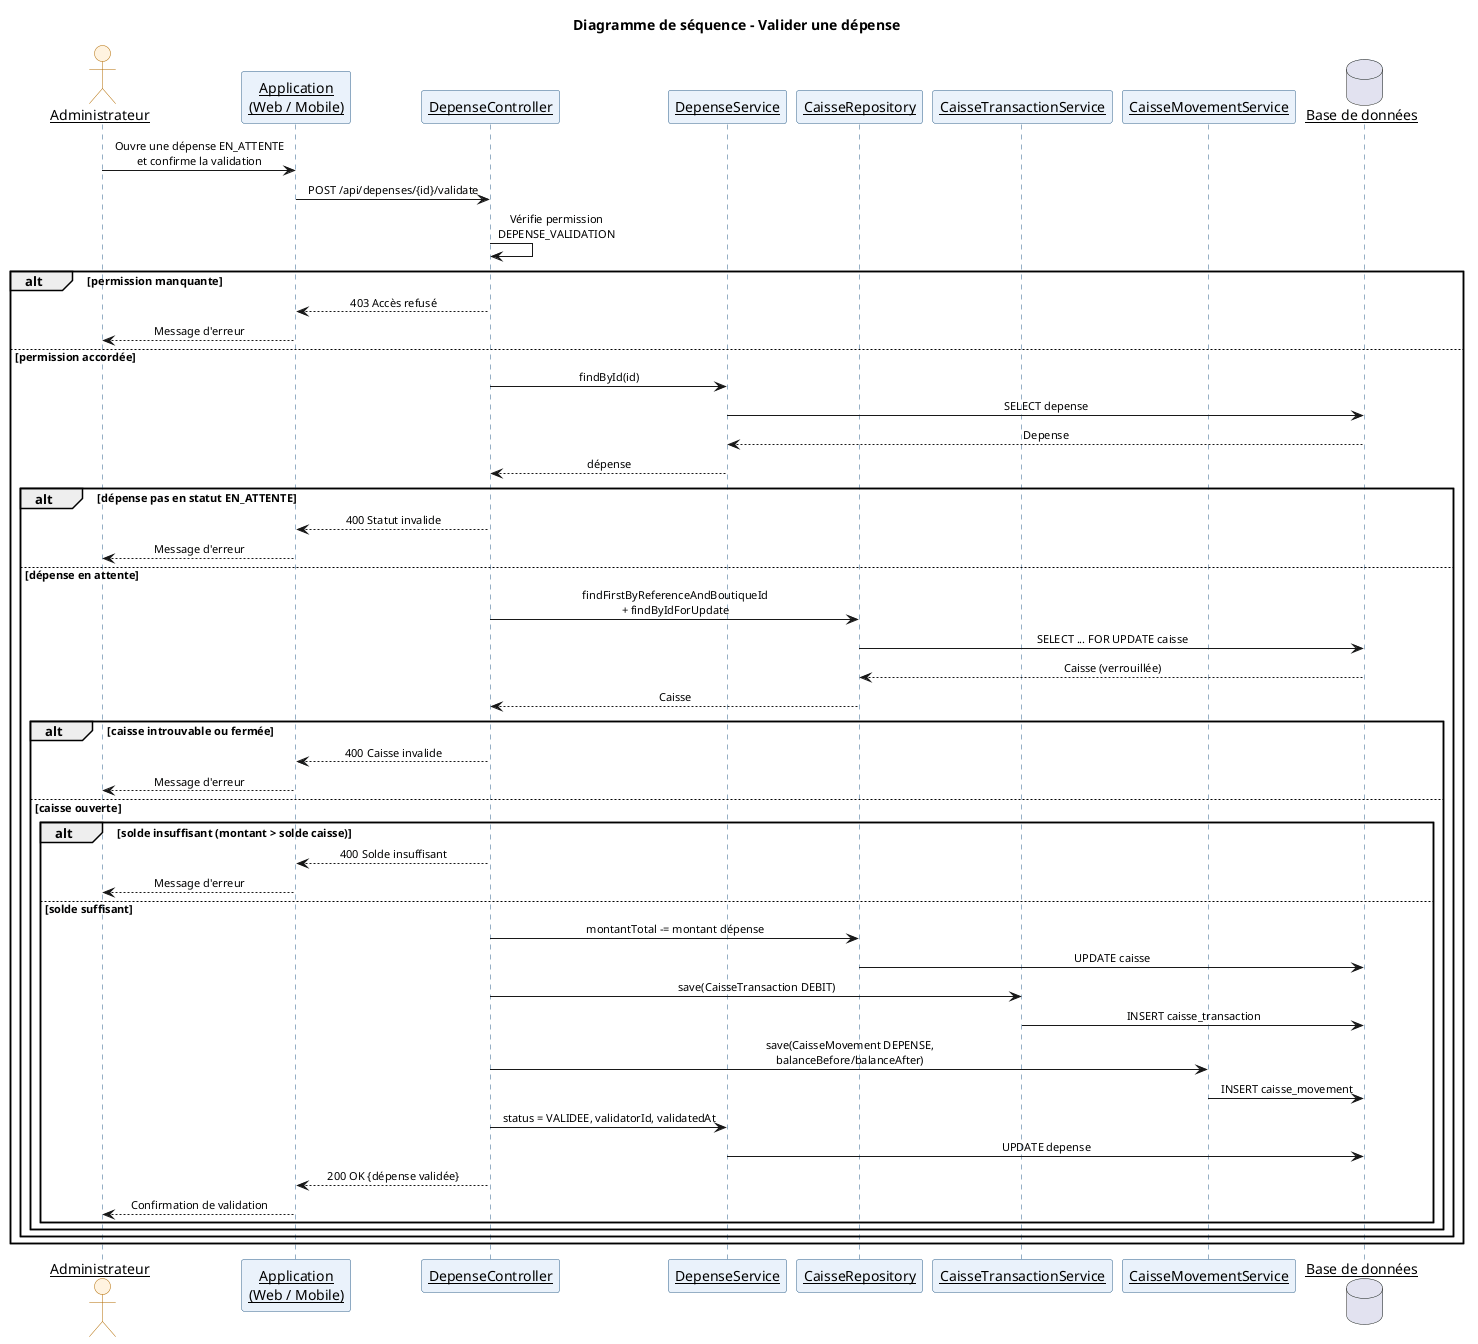 Diagramme de séquence - Valider une dépense
Administrateur
Application
(Web / Mobile)
DepenseController
DepenseService
CaisseRepository
CaisseTransactionService
CaisseMovementService
Base de données
Ouvre une dépense EN_ATTENTE
et confirme la validation
POST /api/depenses/{id}/validate
Vérifie permission
DEPENSE_VALIDATION
alt [permission manquante]
403 Accès refusé
Message d'erreur
[permission accordée]
findById(id)
SELECT depense
Depense
dépense
alt [dépense pas en statut EN_ATTENTE]
400 Statut invalide
Message d'erreur
[dépense en attente]
findFirstByReferenceAndBoutiqueId
+ findByIdForUpdate
SELECT ... FOR UPDATE caisse
Caisse (verrouillée)
Caisse
alt [caisse introuvable ou fermée]
400 Caisse invalide
Message d'erreur
[caisse ouverte]
alt [solde insuffisant (montant > solde caisse)]
400 Solde insuffisant
Message d'erreur
[solde suffisant]
montantTotal -= montant dépense
UPDATE caisse
save(CaisseTransaction DEBIT)
INSERT caisse_transaction
save(CaisseMovement DEPENSE,
balanceBefore/balanceAfter)
INSERT caisse_movement
status = VALIDEE, validatorId, validatedAt
UPDATE depense
200 OK {dépense validée}
Confirmation de validation
Administrateur
Application
(Web / Mobile)
DepenseController
DepenseService
CaisseRepository
CaisseTransactionService
CaisseMovementService
Base de données